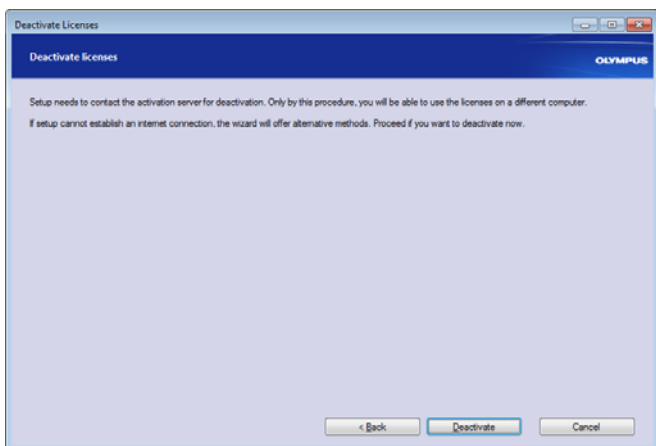 Deactivate Licenses
Deactivate licenses
OLYMPUS
Setup needs to contact the activation server for deactivation. Only by this procedure, you will be able to use the licenses on a different computer.
If setup cannot establish an internet connection, the wizard will offer alternative methods. Proceed if you want to deactivate now.
< Back
Deactivate
Cancel